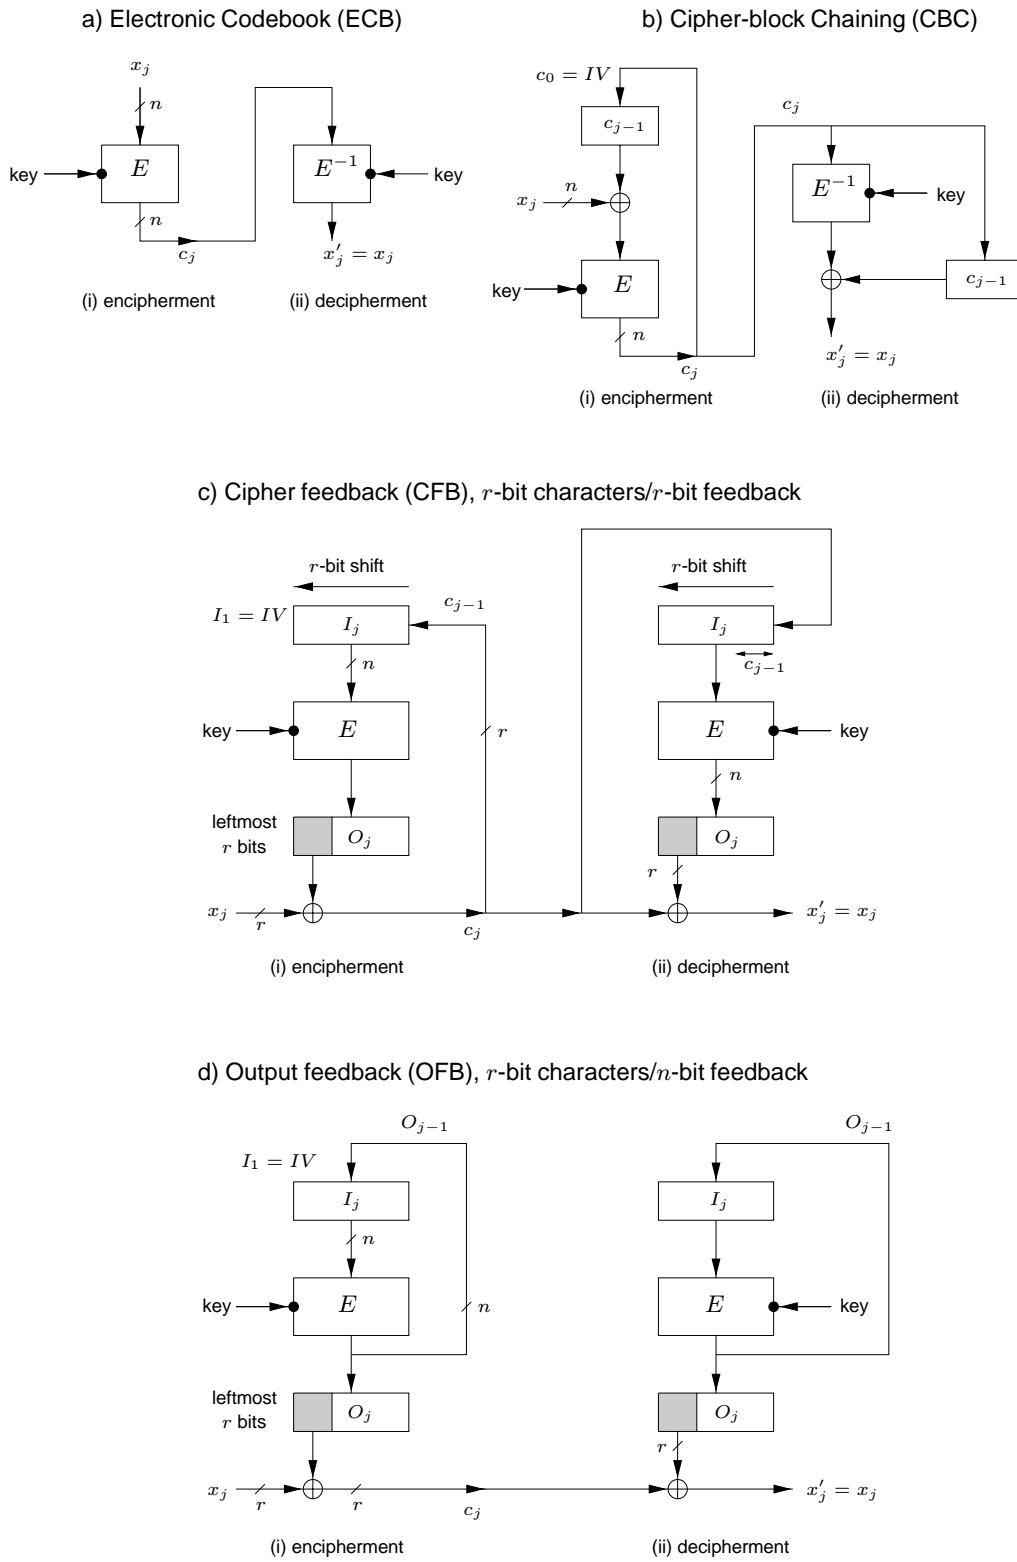 a) Electronic Codebook (ECB)
x_j
n
key
E
n
c_j
E^{-1}
key
x'_j = x_j
(i) encipherment
(ii) decipherment
b) Cipher-block Chaining (CBC)
c_0 = IV
c_{j-1}
n
x_j
key
E
n
c_j
(i) encipherment
c_j
E^{-1}
key
c_{j-1}
x'_j = x_j
(ii) decipherment
c) Cipher feedback (CFB), r-bit characters/r-bit feedback
r-bit shift
I_1 = IV
I_j
c_{j-1}
n
key
E
r
leftmost
r bits
O_j
x_j
r
c_j
(i) encipherment
r-bit shift
I_j
c_{j-1}
E
key
n
O_j
r
x'_j = x_j
(ii) decipherment
d) Output feedback (OFB), r-bit characters/n-bit feedback
O_{j-1}
I_1 = IV
I_j
n
key
E
n
leftmost
r bits
O_j
x_j
r
r
c_j
(i) encipherment
O_{j-1}
I_j
E
key
O_j
r
x'_j = x_j
(ii) decipherment